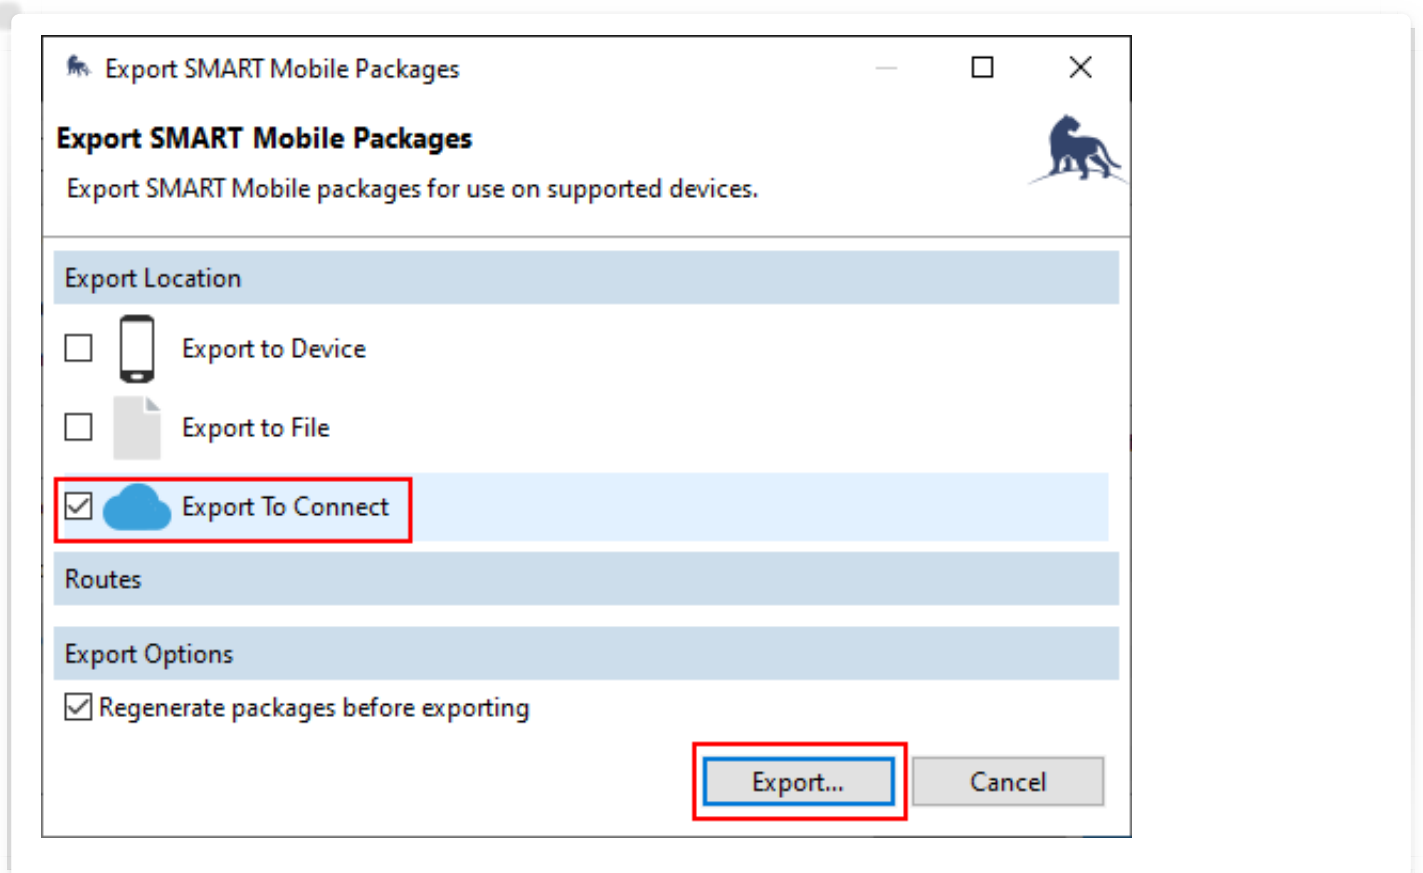 Export SMART Mobile Packages
Export SMART Mobile Packages
Export SMART Mobile packages for use on supported devices.
Export Location
Export to Device
Export to File
Export To Connect
Routes
Export Options
Regenerate packages before exporting
Export... Cancel